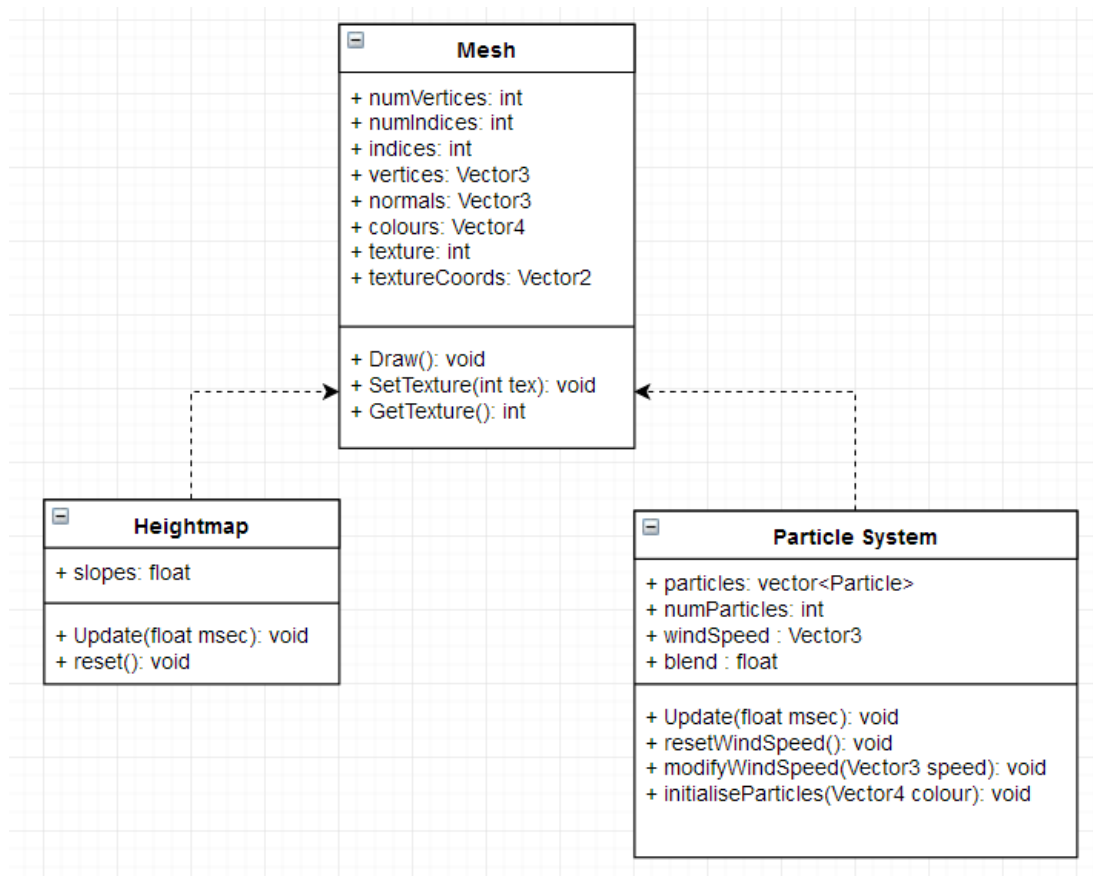 Mesh
+ numVertices: int
+ numIndices: int
+ indices: int
+ vertices: Vector3
+ normals: Vector3
+ colours: Vector4
+ texture: int
+ textureCoords: Vector2
+ Draw(): void
+ SetTexture(int tex): void
+ GetTexture(): int
Heightmap
+ slopes: float
+ Update(float msec): void
+ reset(): void
Particle System
+ particles: vector<Particle>
+ numParticles: int
+ windSpeed : Vector3
+ blend : float
+ Update(float msec): void
+ resetWindSpeed(): void
+ modifyWindSpeed(Vector3 speed): void
+ initialiseParticles(Vector4 colour): void